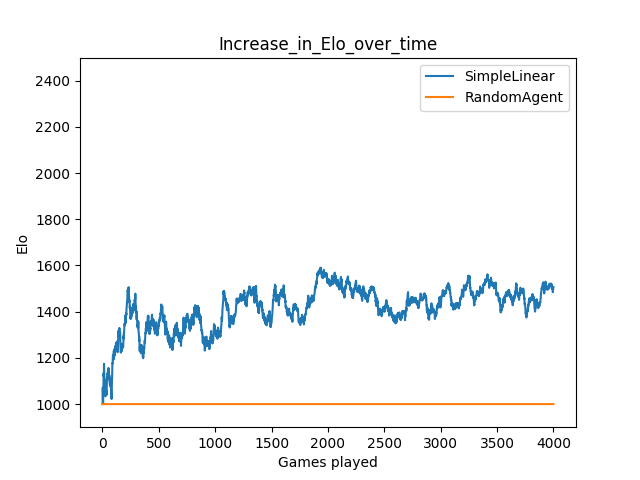 Increase_in_Elo_over_time
SimpleLinear
RandomAgent
2400
2200
2000
1800
1600
1400
1200
1000
Elo
0 500 1000 1500 2000 2500 3000 3500 4000
Games played